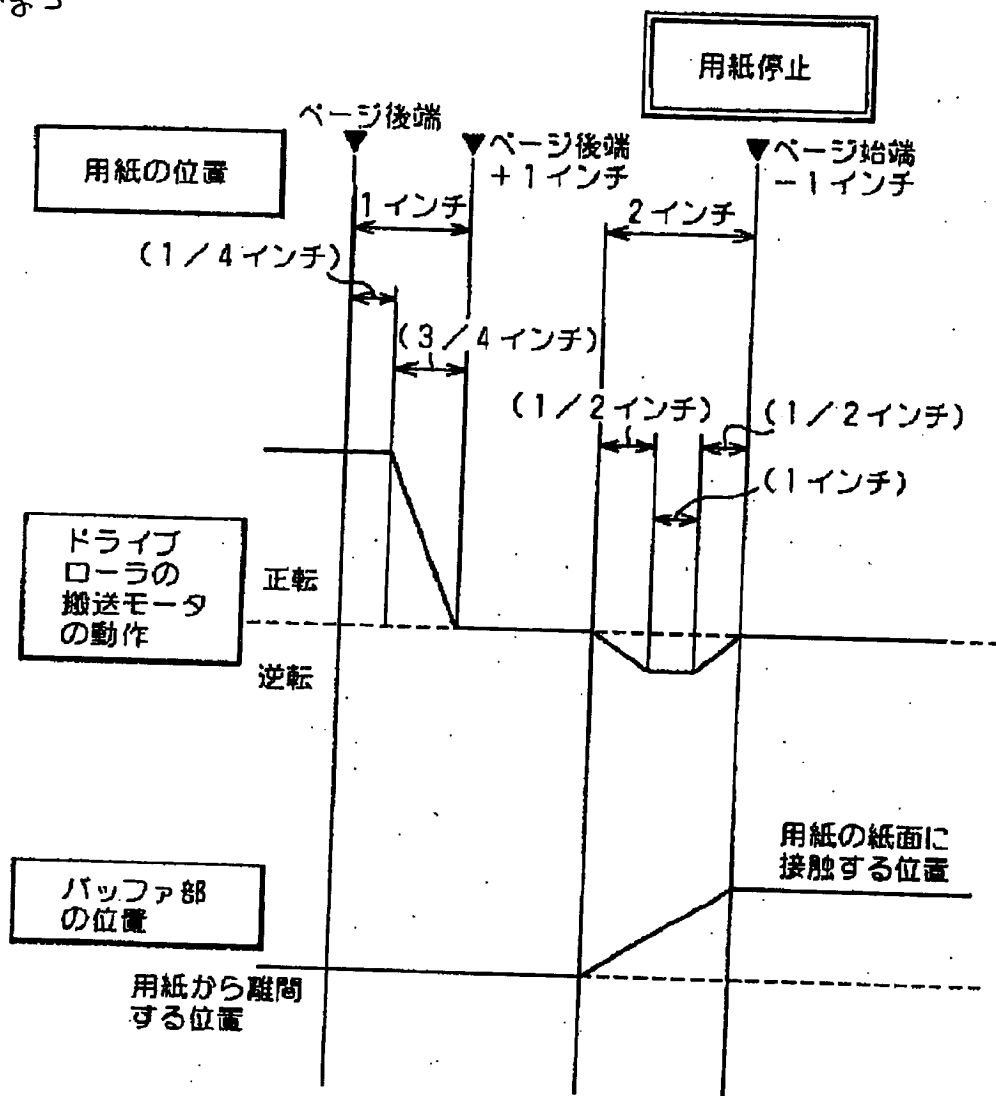 用紙停止
ページ後端
ページ後端
+1インチ
ページ始端
−1インチ
用紙の位置
1インチ
2インチ
(1/4インチ)
(3/4インチ)
(1/2インチ)
(1/2インチ)
(1インチ)
ドライブ
ローラの
搬送モータ
の動作
正転
逆転
用紙の紙面に
接触する位置
バッファ部
の位置
用紙から離間
する位置